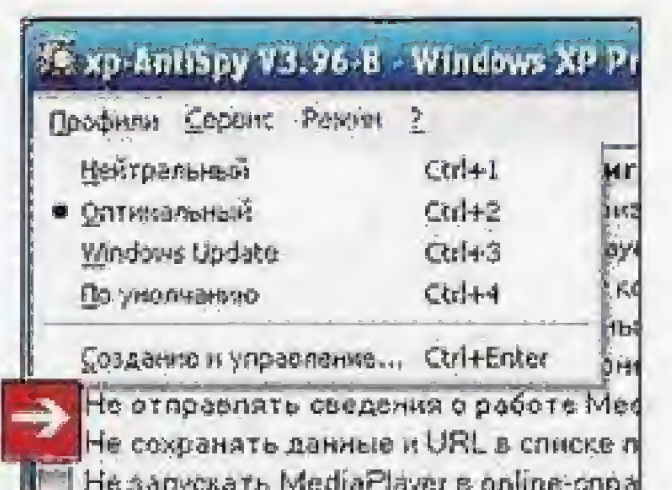 xp-AntiSpy V3.96-8 - Windows XP Pr
Профили Сервис Режим ?
Нейтральный Ctrl+1
Оптимальный Ctrl+2
Windows Update Ctrl+3
По умолчанию Ctrl+4
Создание и управление... Ctrl+Enter
Не отправлять сведения о работе Med
Не сохранять данные и URL в списке п
Не запускать MediaPlayer в online-спра